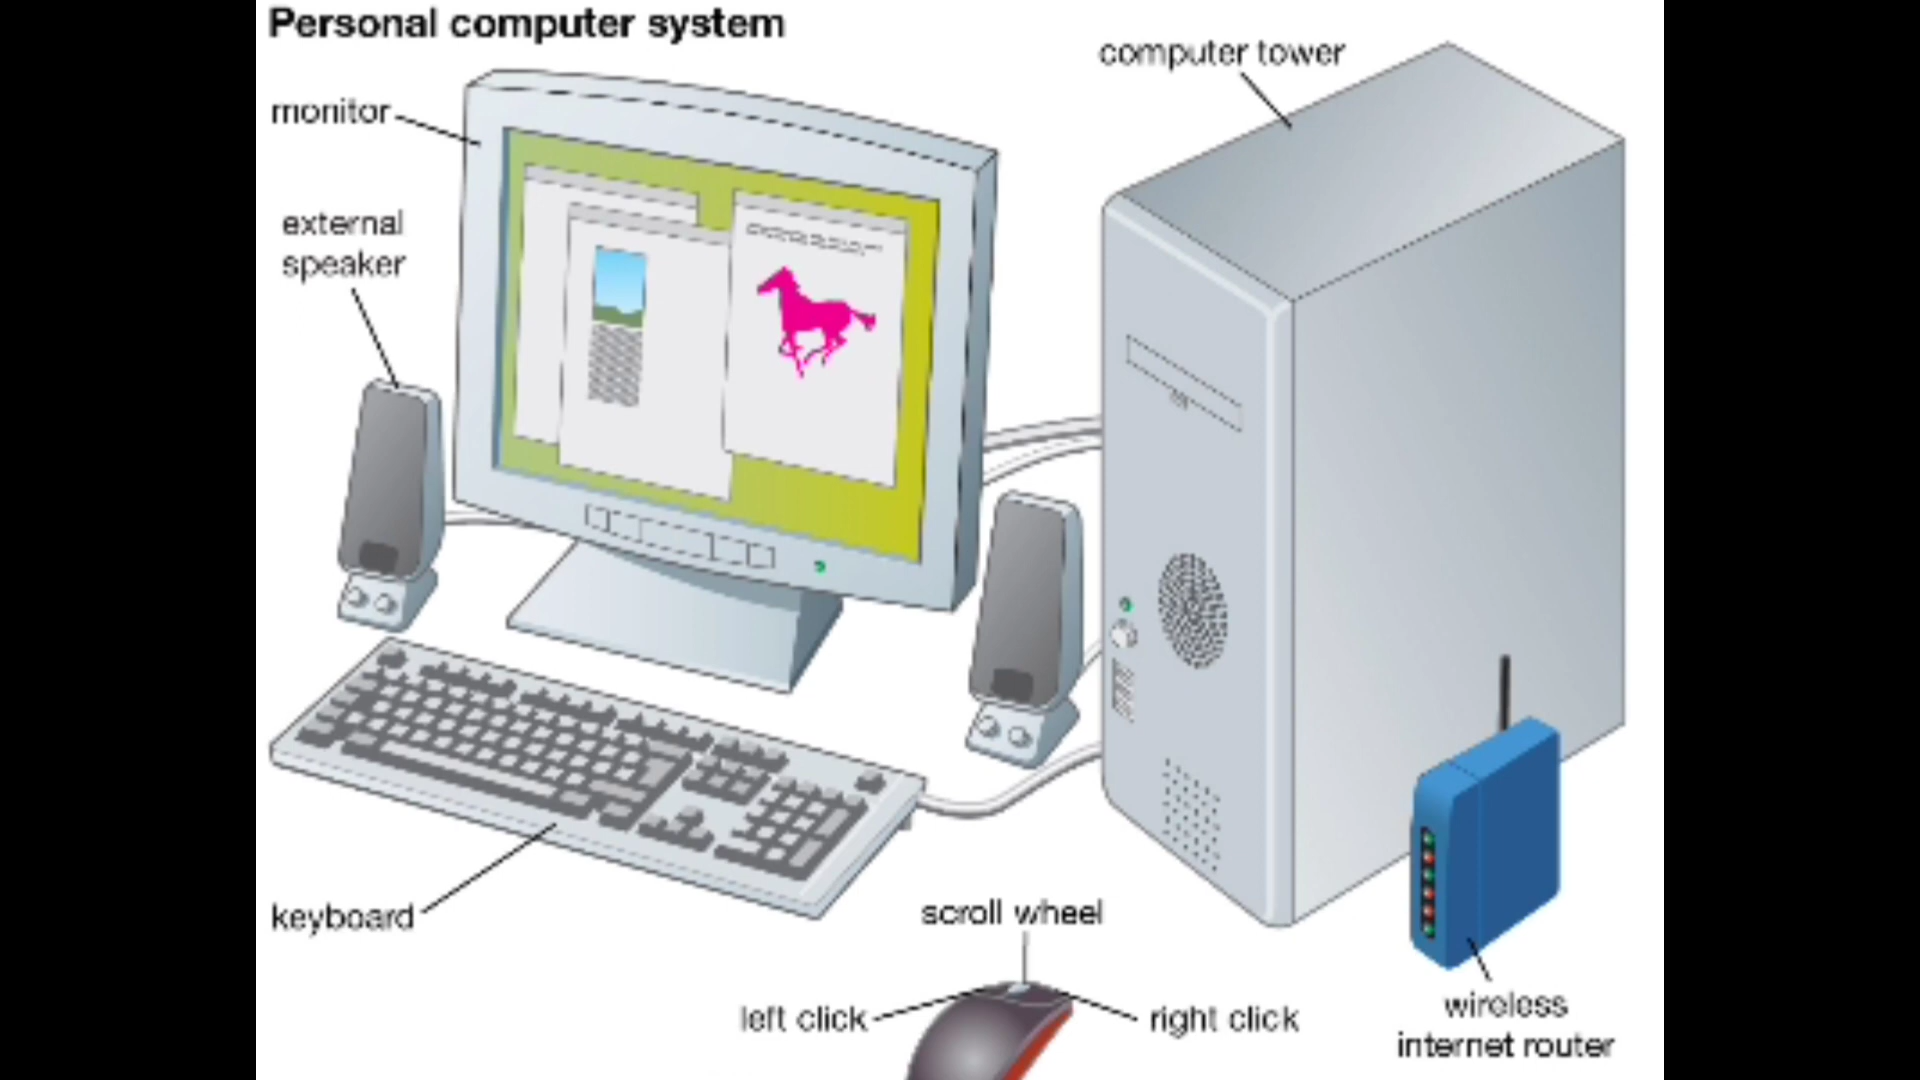 Personal computer system
computer tower
monitor
external
speaker
keyboard
scroll wheel
left click
right click
wireless
internet router